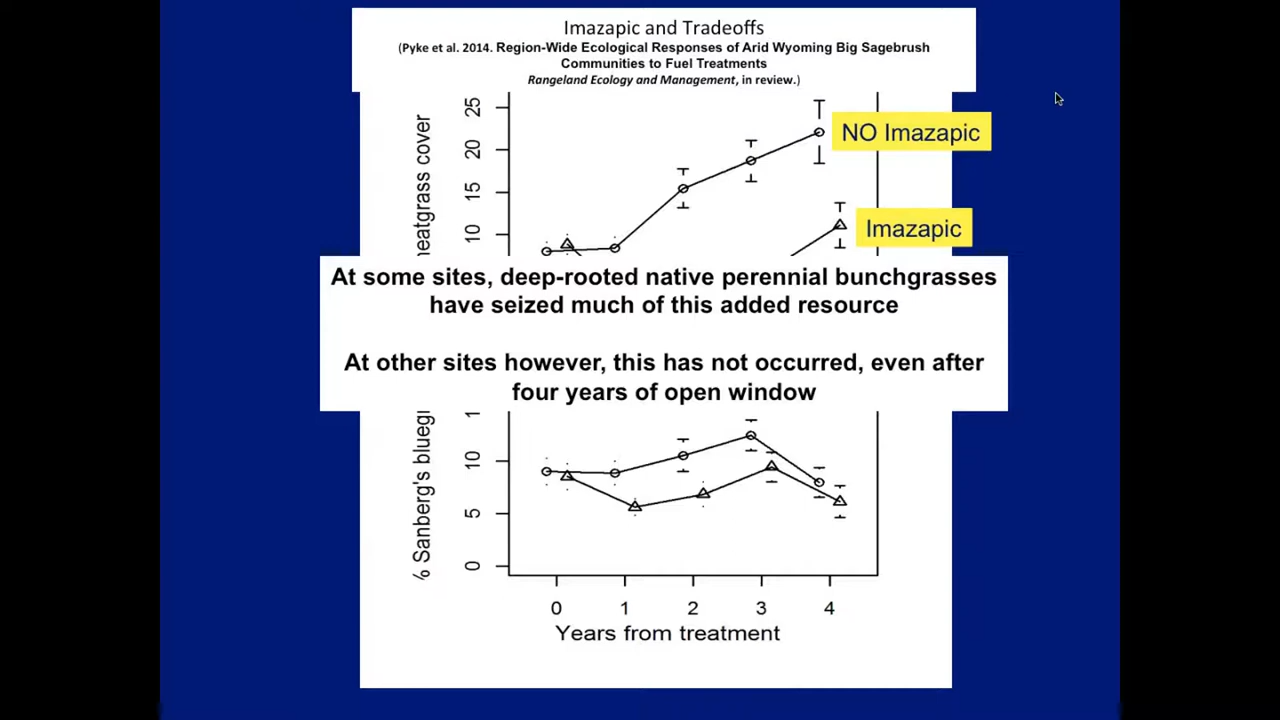 Imazapic and Tradeoffs
(Pyke et al. 2014. Region-Wide Ecological Responses of Arid Wyoming Big Sagebrush
Communities to Fuel Treatments
Rangeland Ecology and Management, in review.)
25
20
15
10
NO Imazapic
Imazapic
cover
At some sites, deep-rooted native perennial bunchgrasses
have seized much of this added resource
At other sites however, this has not occurred, even after
four years of open window
10
5
0
% Sanberg's
0 1 2 3 4
Years from treatment